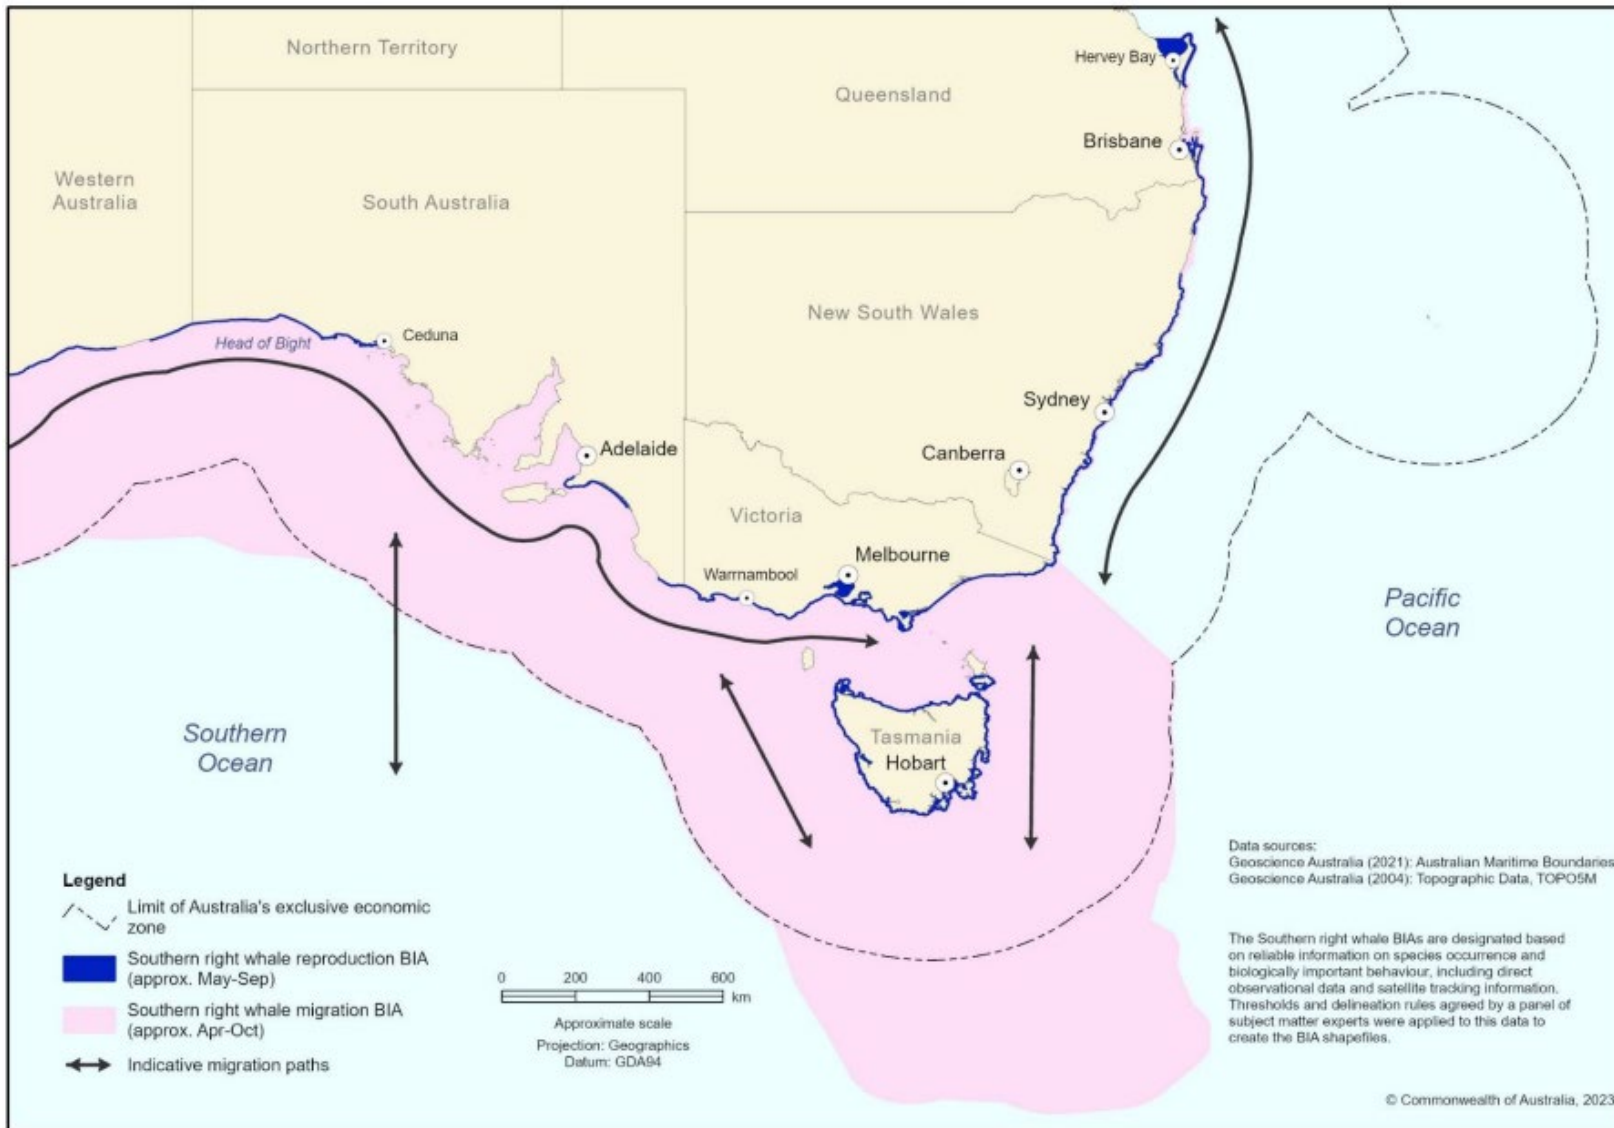 Northern Territory
Queensland
Hervey Bay
Brisbane
Western
Australia
South Australia
New South Wales
Head of Bight
Ceduna
Sydney
Adelaide
Canberra
Victoria
Melbourne
Warrnambool
Pacific
Ocean
Southern
Ocean
Tasmania
Hobart
Legend
Limit of Australia's exclusive economic
zone
Southern right whale reproduction BIA
(approx. May-Sep)
Southern right whale migration BIA
(approx. Apr-Oct)
Indicative migration paths
0 200 400 600
km
Approximate scale
Projection: Geographics
Datum: GDA94
Data sources:
Geoscience Australia (2021): Australian Maritime Boundaries
Geoscience Australia (2004): Topographic Data, TOPO5M
The Southern right whale BIAs are designated based
on reliable information on species occurrence and
biologically important behaviour, including direct
observational data and satellite tracking information.
Thresholds and delineation rules agreed by a panel of
subject matter experts were applied to this data to
create the BIA shapefiles.
© Commonwealth of Australia, 2023